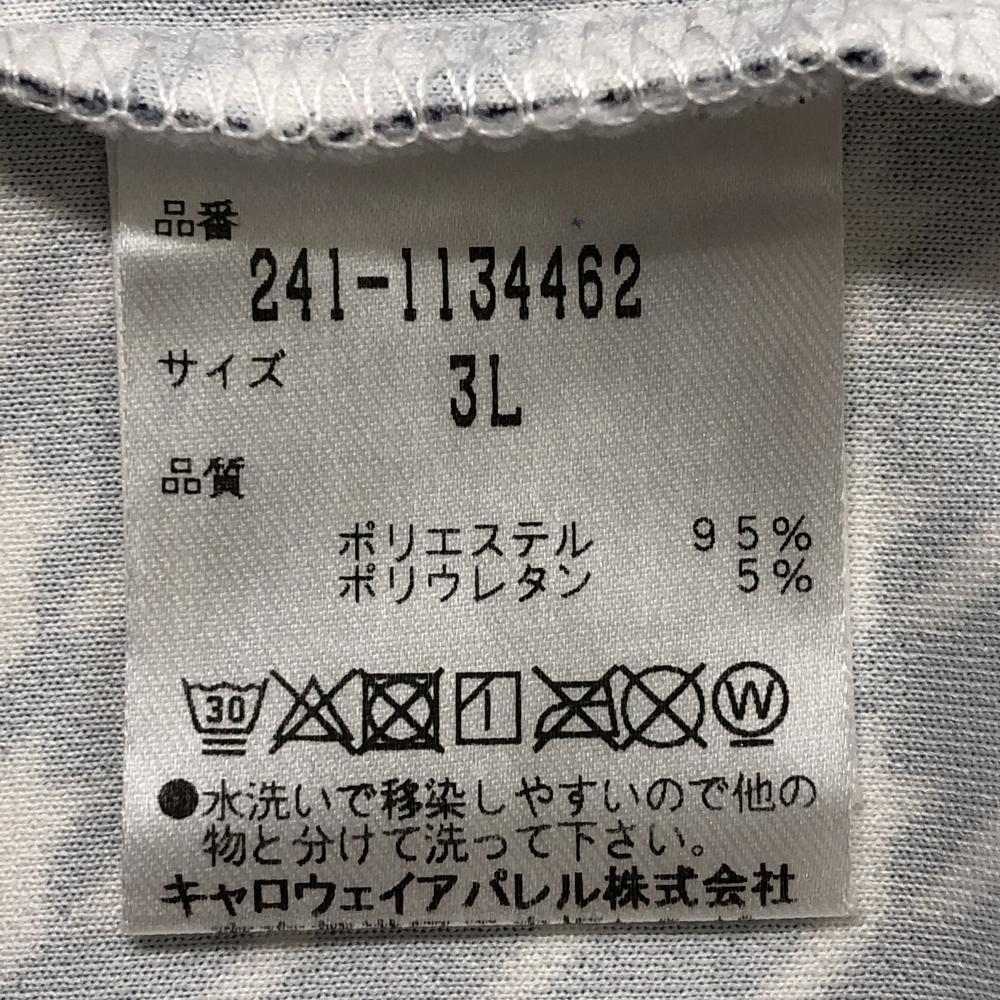 品番
241-1134462
サイズ 3L
品質
ポリエステル 95%
ポリウレタン 5%
30 W
●水洗いで移染しやすいので他の
物と分けて洗って下さい。
キャロウェイアパレル株式会社